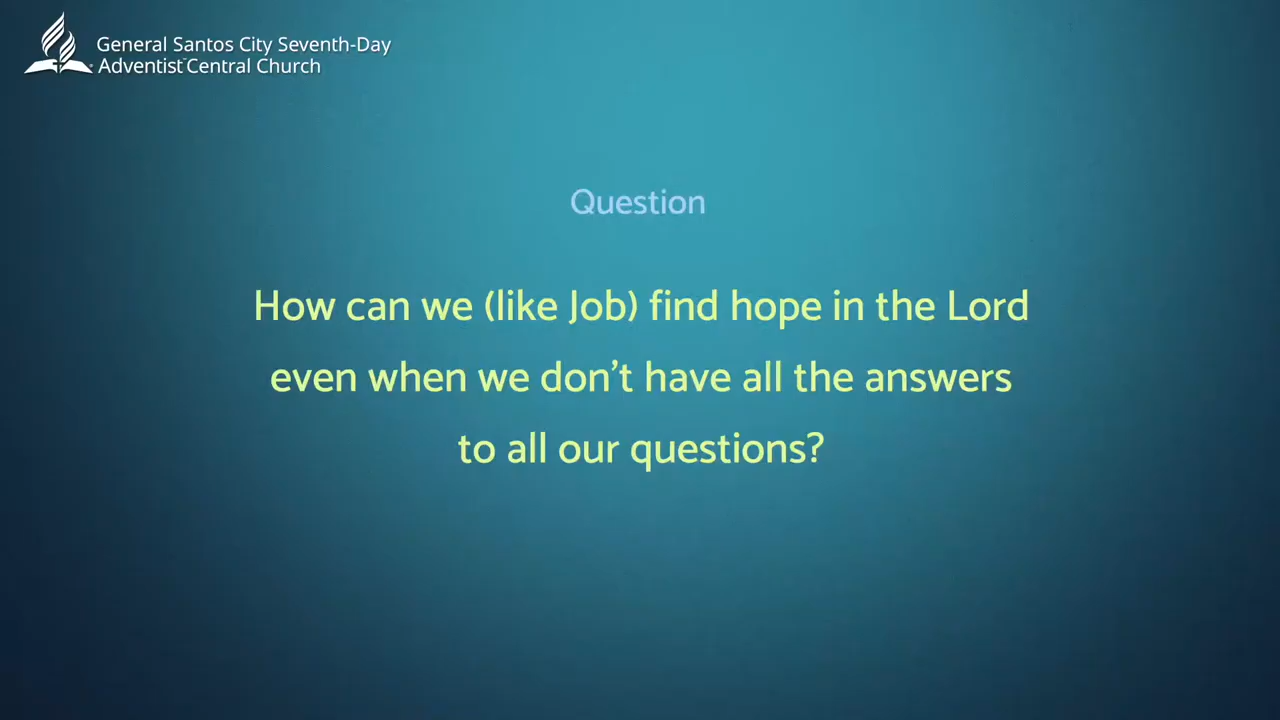 General Santos City Seventh-Day
Adventist Central Church
Question
How can we (like Job) find hope in the Lord
even when we don't have all the answers
to all our questions?